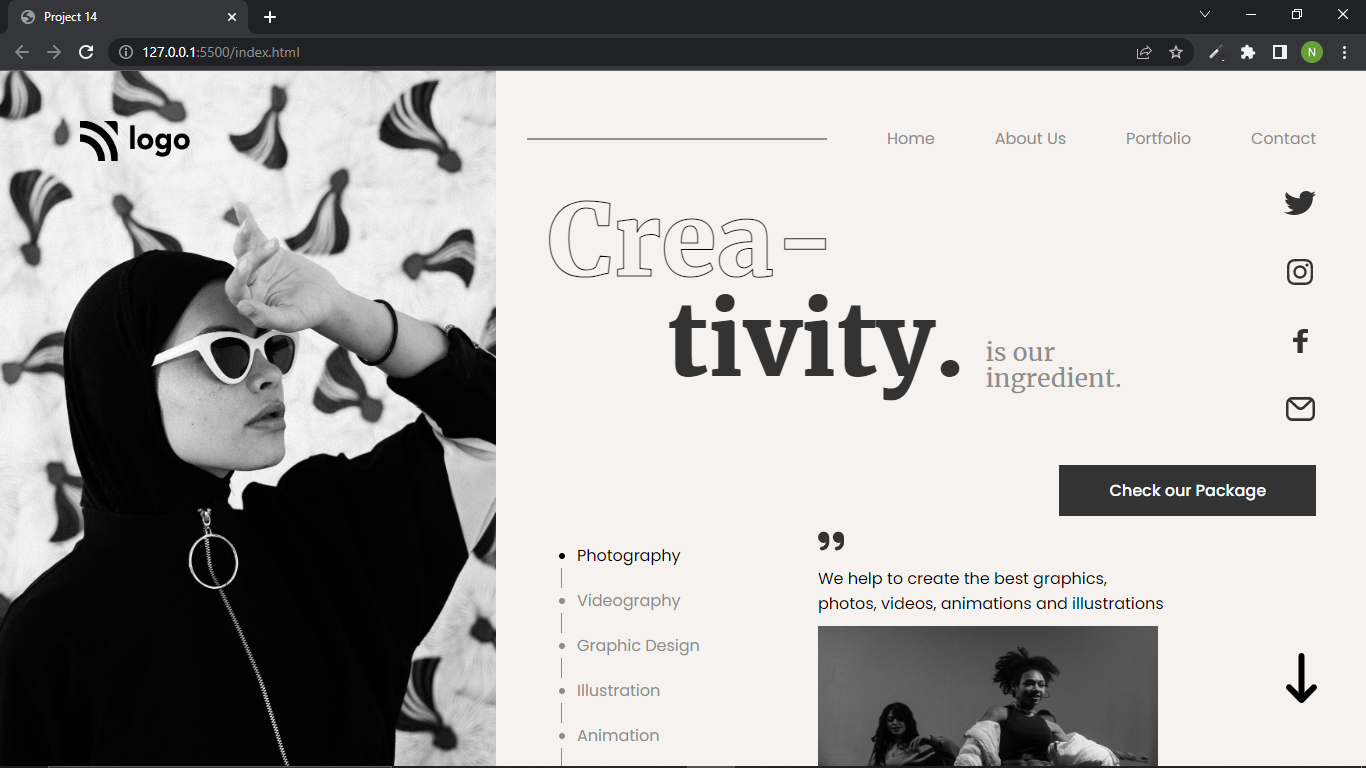 Project 14
127.0.0.1:5500/index.html
N
logo
Home About Us Portfolio Contact
Crea-
tivity.
is our
ingredient.
Check our Package
Photography
Videography
Graphic Design
Illustration
Animation
❜❜
We help to create the best graphics,
photos, videos, animations and illustrations